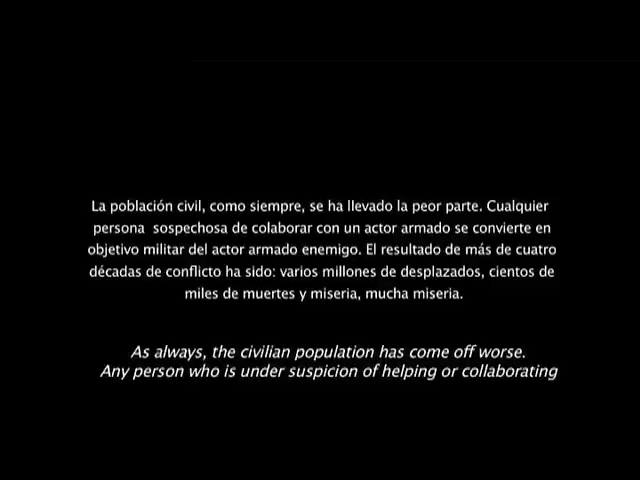 La población civil, como siempre, se ha llevado la peor parte. Cualquier
persona sospechosa de colaborar con un actor armado se convierte en
objetivo militar del actor armado enemigo. El resultado de más de cuatro
décadas de conflicto ha sido: varios millones de desplazados, cientos de
miles de muertes y miseria, mucha miseria.
As always, the civilian population has come off worse.
Any person who is under suspicion of helping or collaborating